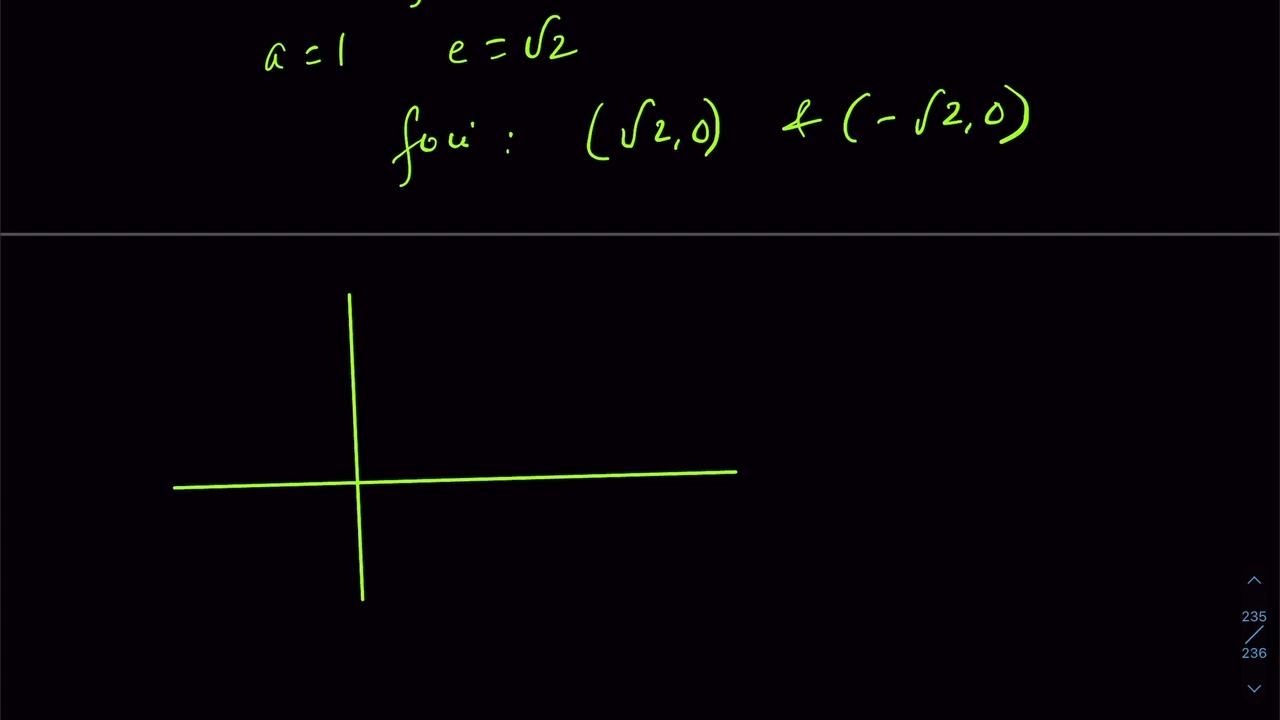 a = 1 e = √2
foci : (√2, 0) & (-√2, 0)
235
236